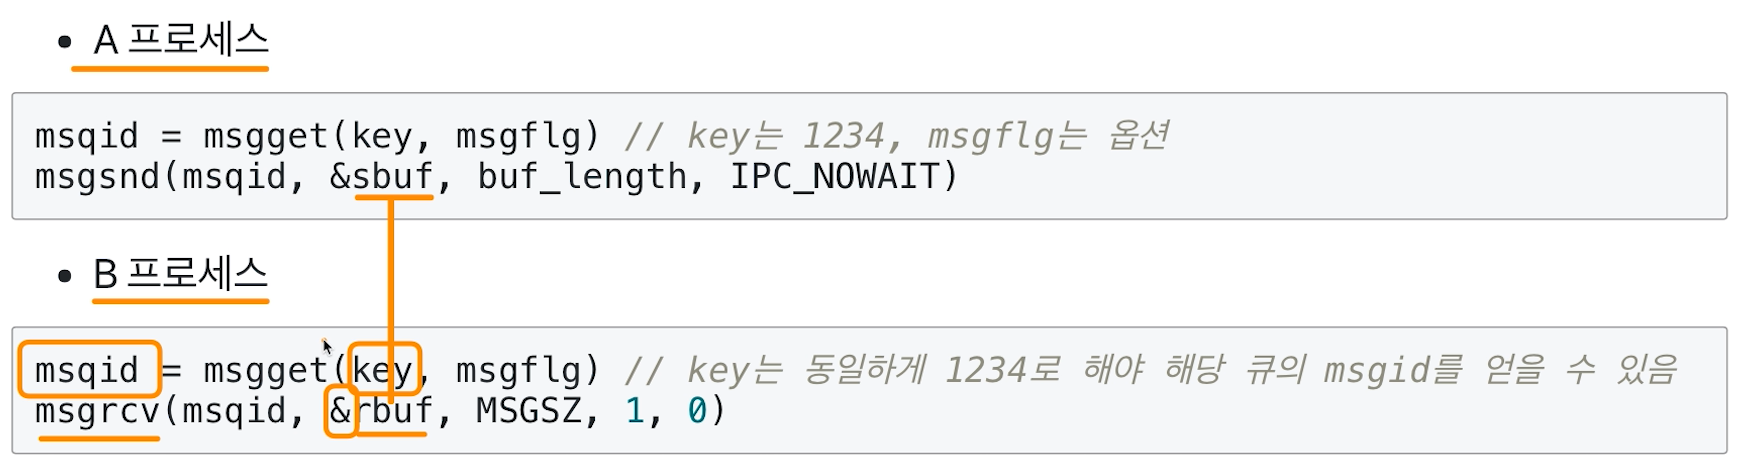 • A 프로세스
msqid = msgget(key, msgflg) // key는 1234, msgflg는 옵션
msgsnd(msqid, &sbuf, buf_length, IPC_NOWAIT)
• B 프로세스
msqid = msgget(key, msgflg) // key는 동일하게 1234로 해야 해당 큐의 msgid를 얻을 수 있음
msgrcv(msqid, &rbuf, MSGSZ, 1, 0)